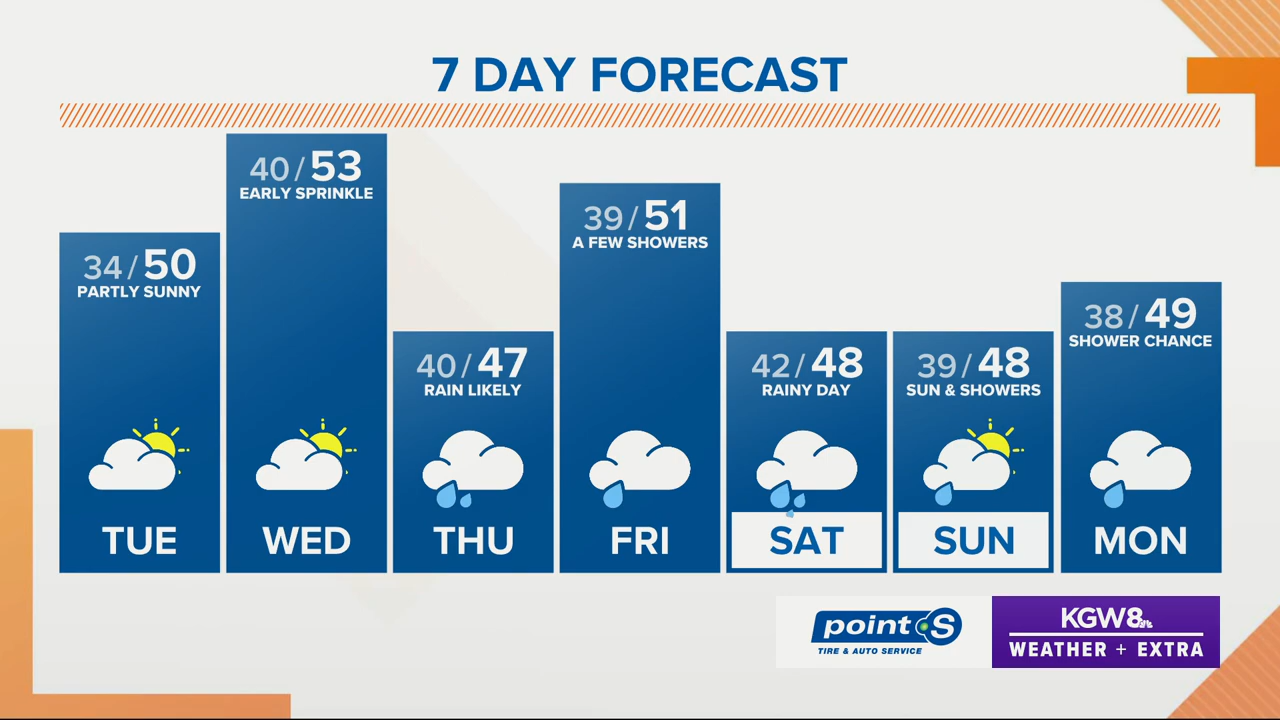 7 DAY FORECAST
34/50
PARTLY SUNNY
TUE
40/53
EARLY SPRINKLE
WED
40/47
RAIN LIKELY
THU
39/51
A FEW SHOWERS
FRI
42/48
RAINY DAY
SAT
39/48
SUN & SHOWERS
SUN
38/49
SHOWER CHANCE
MON
point S
TIRE & AUTO SERVICE
KGW8
WEATHER + EXTRA